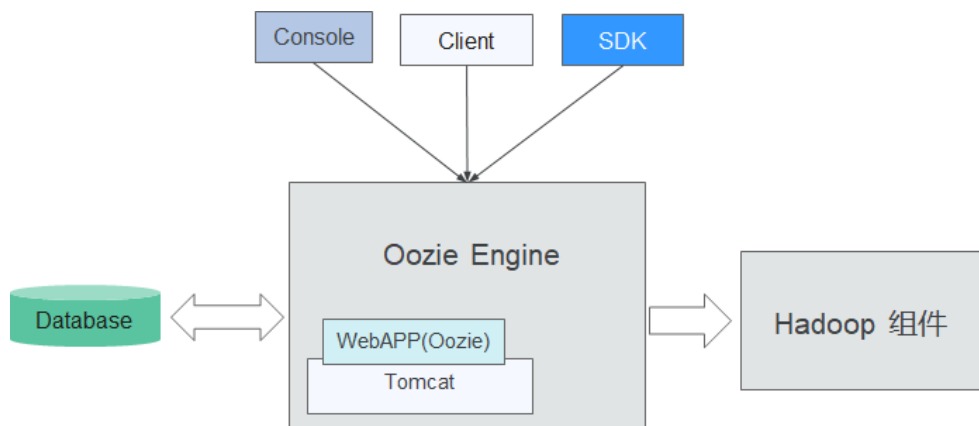 Console
Client
SDK
Oozie Engine
Database
WebAPP(Oozie)
Tomcat
Hadoop 组件